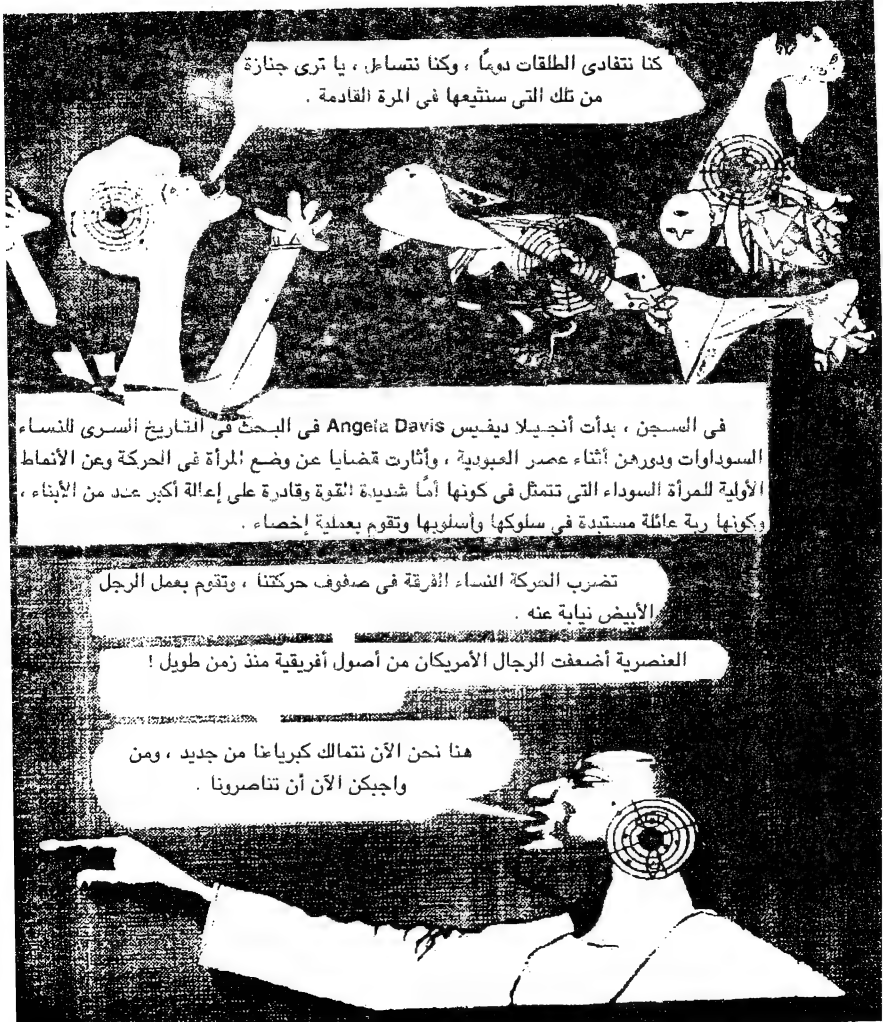 كنا نتفادى الطلقات دومًا ، وكنا نتساءل ، يا ترى جنازة
من تلك التى سنشيعها فى المرة القادمة .
فى السجن ، بدأت أنجيلا ديفيس Angela Davis فى البحث فى التاريخ السرى للنساء
السوداوات ودورهن أثناء عصر العبودية ، وأثارت قضايا عن وضع المرأة فى الحركة وعن الأنماط
الأولية للمرأة السوداء التى تتمثل فى كونها أمًا شديدة القوة وقادرة على إعالة أكبر عدد من الأبناء ،
وكونها ربة عائلة مستبدة فى سلوكها وأسلوبها وتقوم بعملية إخصاء .
تضرب الحركة النساء الفرقة فى صفوف حركتنا ، وتقوم بعمل الرجل
الأبيض نيابة عنه .
العنصرية أضعفت الرجال الأمريكان من أصول أفريقية منذ زمن طويل !
هنا نحن الآن نتمالك كبرياءنا من جديد ، ومن
واجبكن الآن أن تناصرونا .